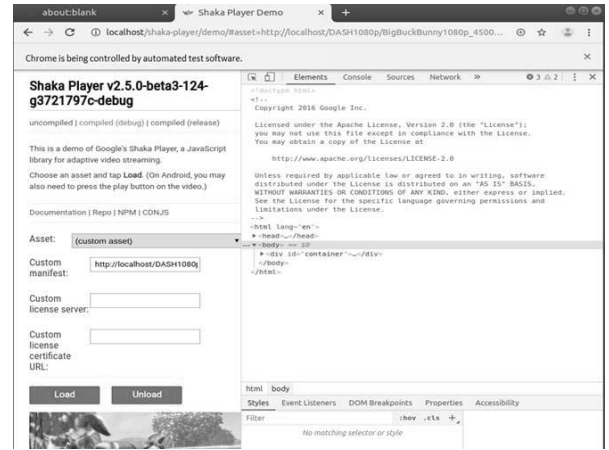 about:blank
Shaka Player Demo
localhost/shaka-player/demo/#asset=http://localhost/DASH1080p/BigBuckBunny1080p_4500...
Chrome is being controlled by automated test software.
Shaka Player v2.5.0-beta3-124-
g3721797c-debug
uncompiled | compiled (debug) | compiled (release)
This is a demo of Google's Shaka Player, a JavaScript
library for adaptive video streaming.
Choose an asset and tap Load. (On Android, you may
also need to press the play button on the video.)
Documentation | Repo | NPM | CDNJS
Asset: (custom asset)
Custom
manifest:
http://localhost/DASH1080p
Custom
license server:
Custom
license
certificate
URL:
Load Unload
Elements Console Sources Network » 3 2
<!doctype html>
<!--
Copyright 2016 Google Inc.
Licensed under the Apache License, Version 2.0 (the "License");
you may not use this file except in compliance with the License.
You may obtain a copy of the License at
http://www.apache.org/licenses/LICENSE-2.0
Unless required by applicable law or agreed to in writing, software
distributed under the License is distributed on an "AS IS" BASIS,
WITHOUT WARRANTIES OR CONDITIONS OF ANY KIND, either express or implied.
See the License for the specific language governing permissions and
limitations under the License.
-->
<html lang="en">
<head>…</head>
<body> == $0
<div id="container">…</div>
</body>
</html>
html body
Styles Event Listeners DOM Breakpoints Properties Accessibility
Filter :hov .cls +
No matching selector or style